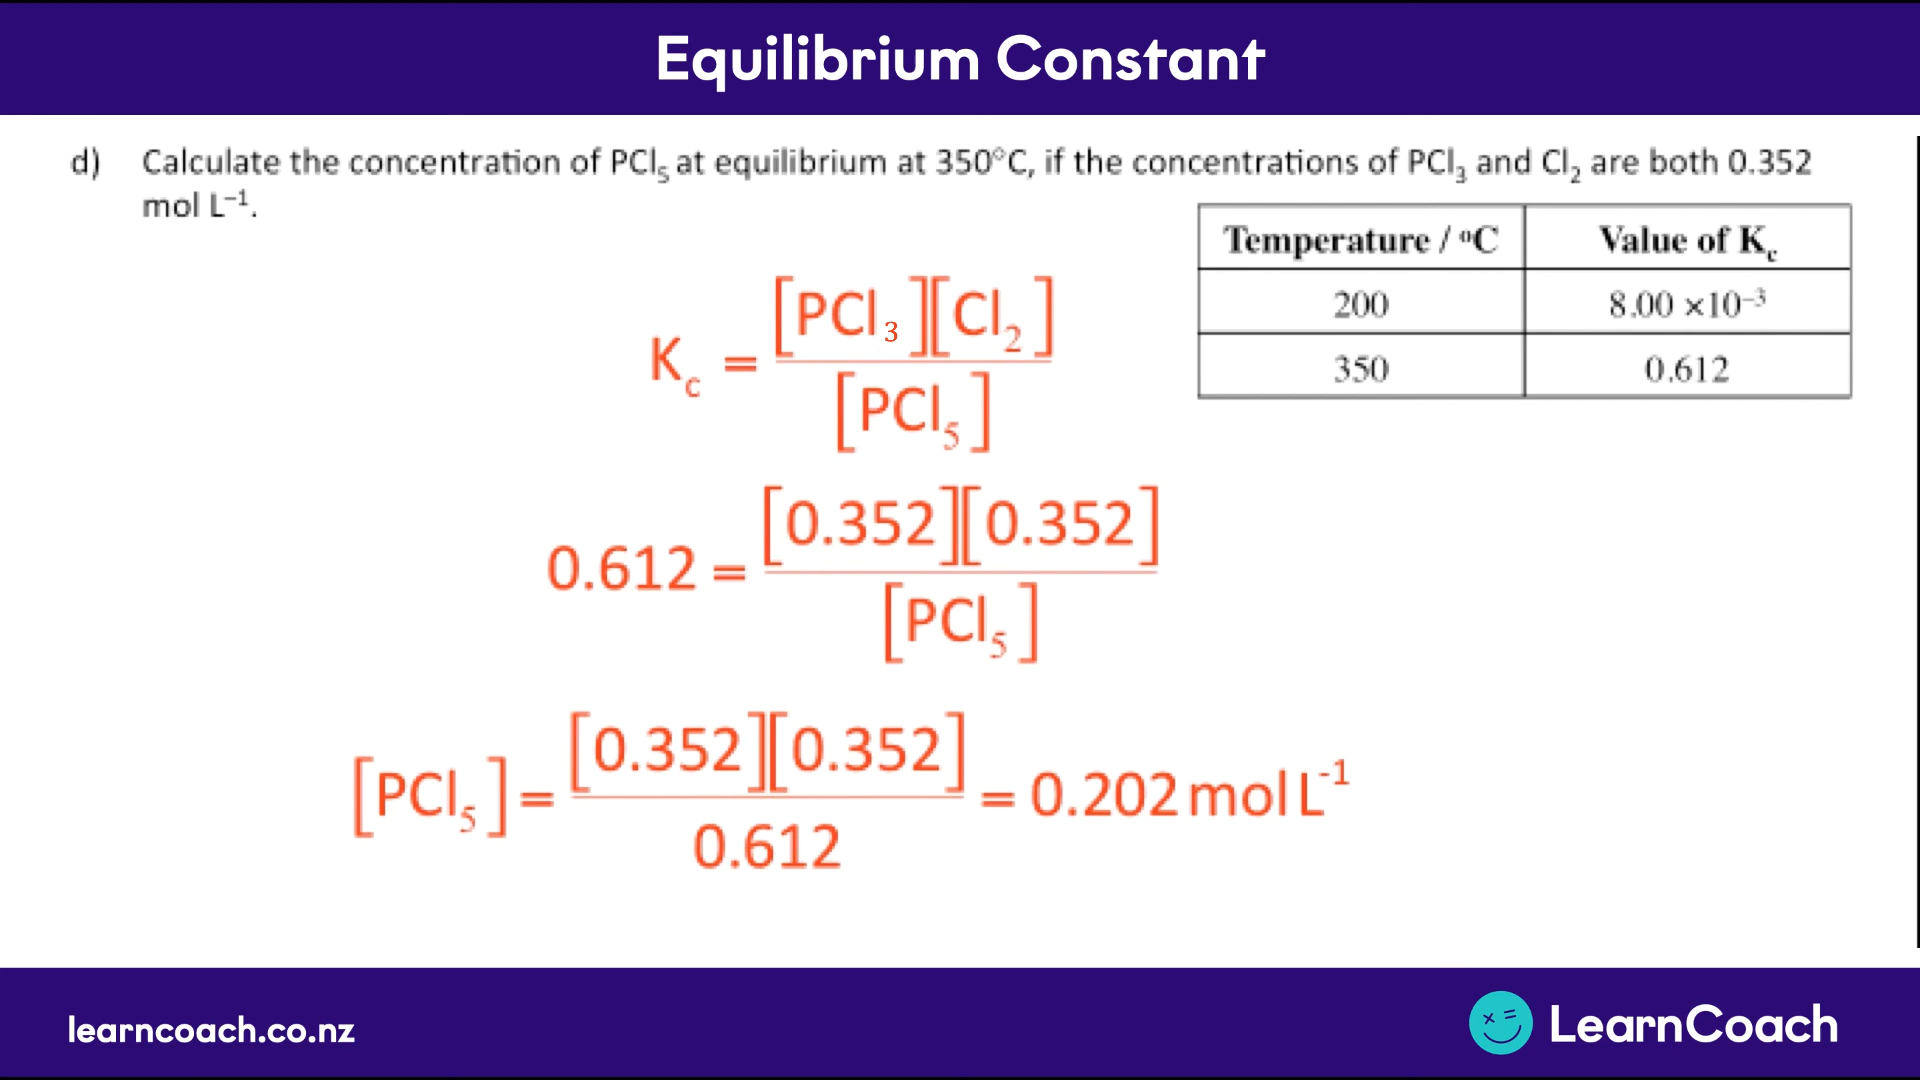 Equilibrium Constant
d) Calculate the concentration of PCl₅ at equilibrium at 350°C, if the concentrations of PCl₃ and Cl₂ are both 0.352
mol L⁻¹.
Temperature / °C Value of K꜀
200 8.00 ×10⁻³
350 0.612
K꜀ = [PCl₃][Cl₂] / [PCl₅]
0.612 = [0.352][0.352] / [PCl₅]
[PCl₅] = [0.352][0.352] / 0.612 = 0.202 mol L⁻¹
learncoach.co.nz
LearnCoach